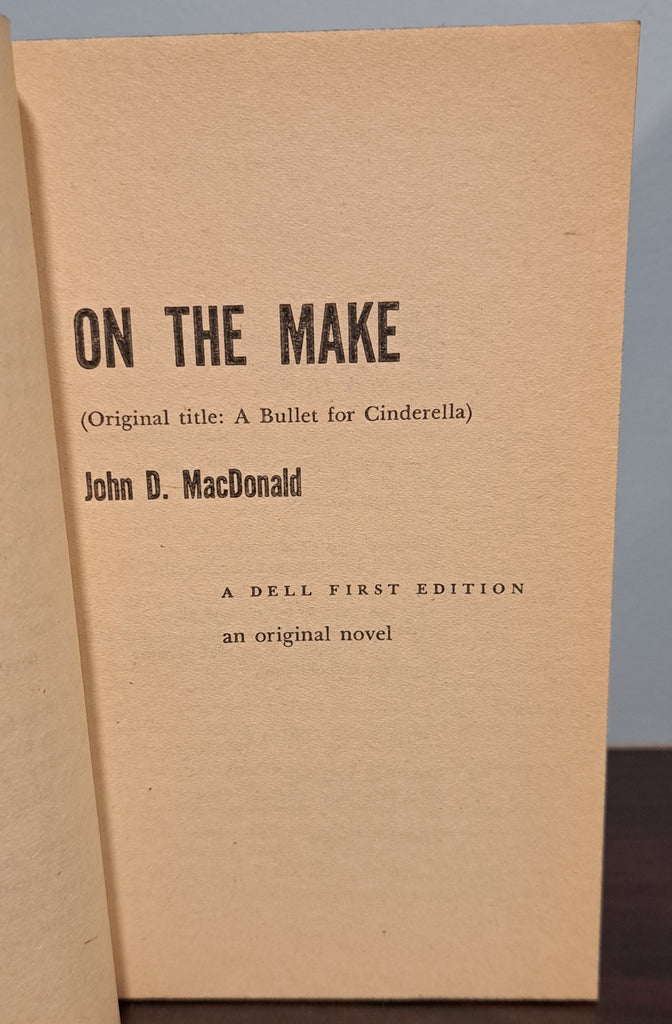 ON THE MAKE
(Original title: A Bullet for Cinderella)
John D. MacDonald
A DELL FIRST EDITION
an original novel